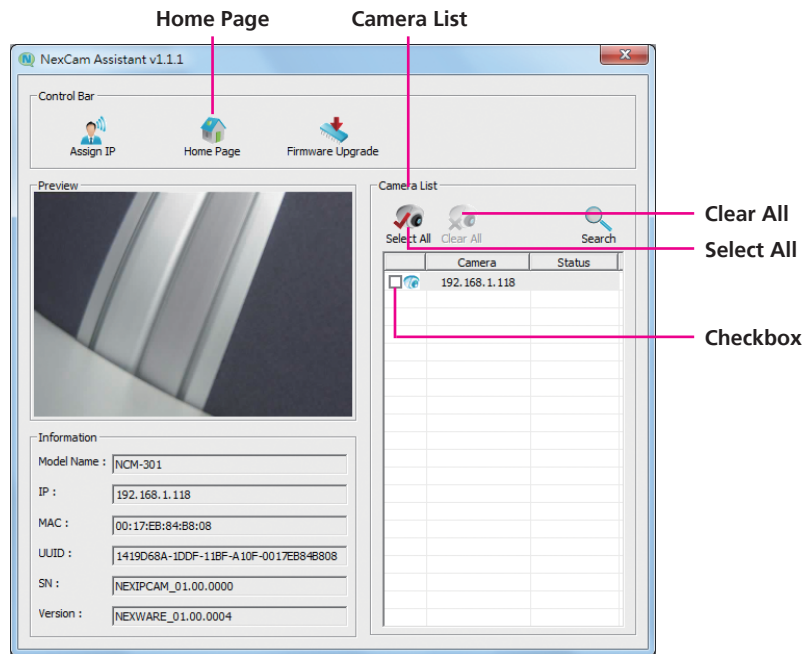 Home Page Camera List
NexCam Assistant v1.1.1
Control Bar
Assign IP Home Page Firmware Upgrade
Preview Camera List
Clear All
Select All Clear All Search
Select All
Camera Status
192.168.1.118
Checkbox
Information
Model Name : NCM-301
IP : 192.168.1.118
MAC : 00:17:EB:84:B8:08
UUID : 1419D68A-1DDF-11BF-A10F-0017EB84B808
SN : NEXIPCAM_01.00.0000
Version : NEXWARE_01.00.0004